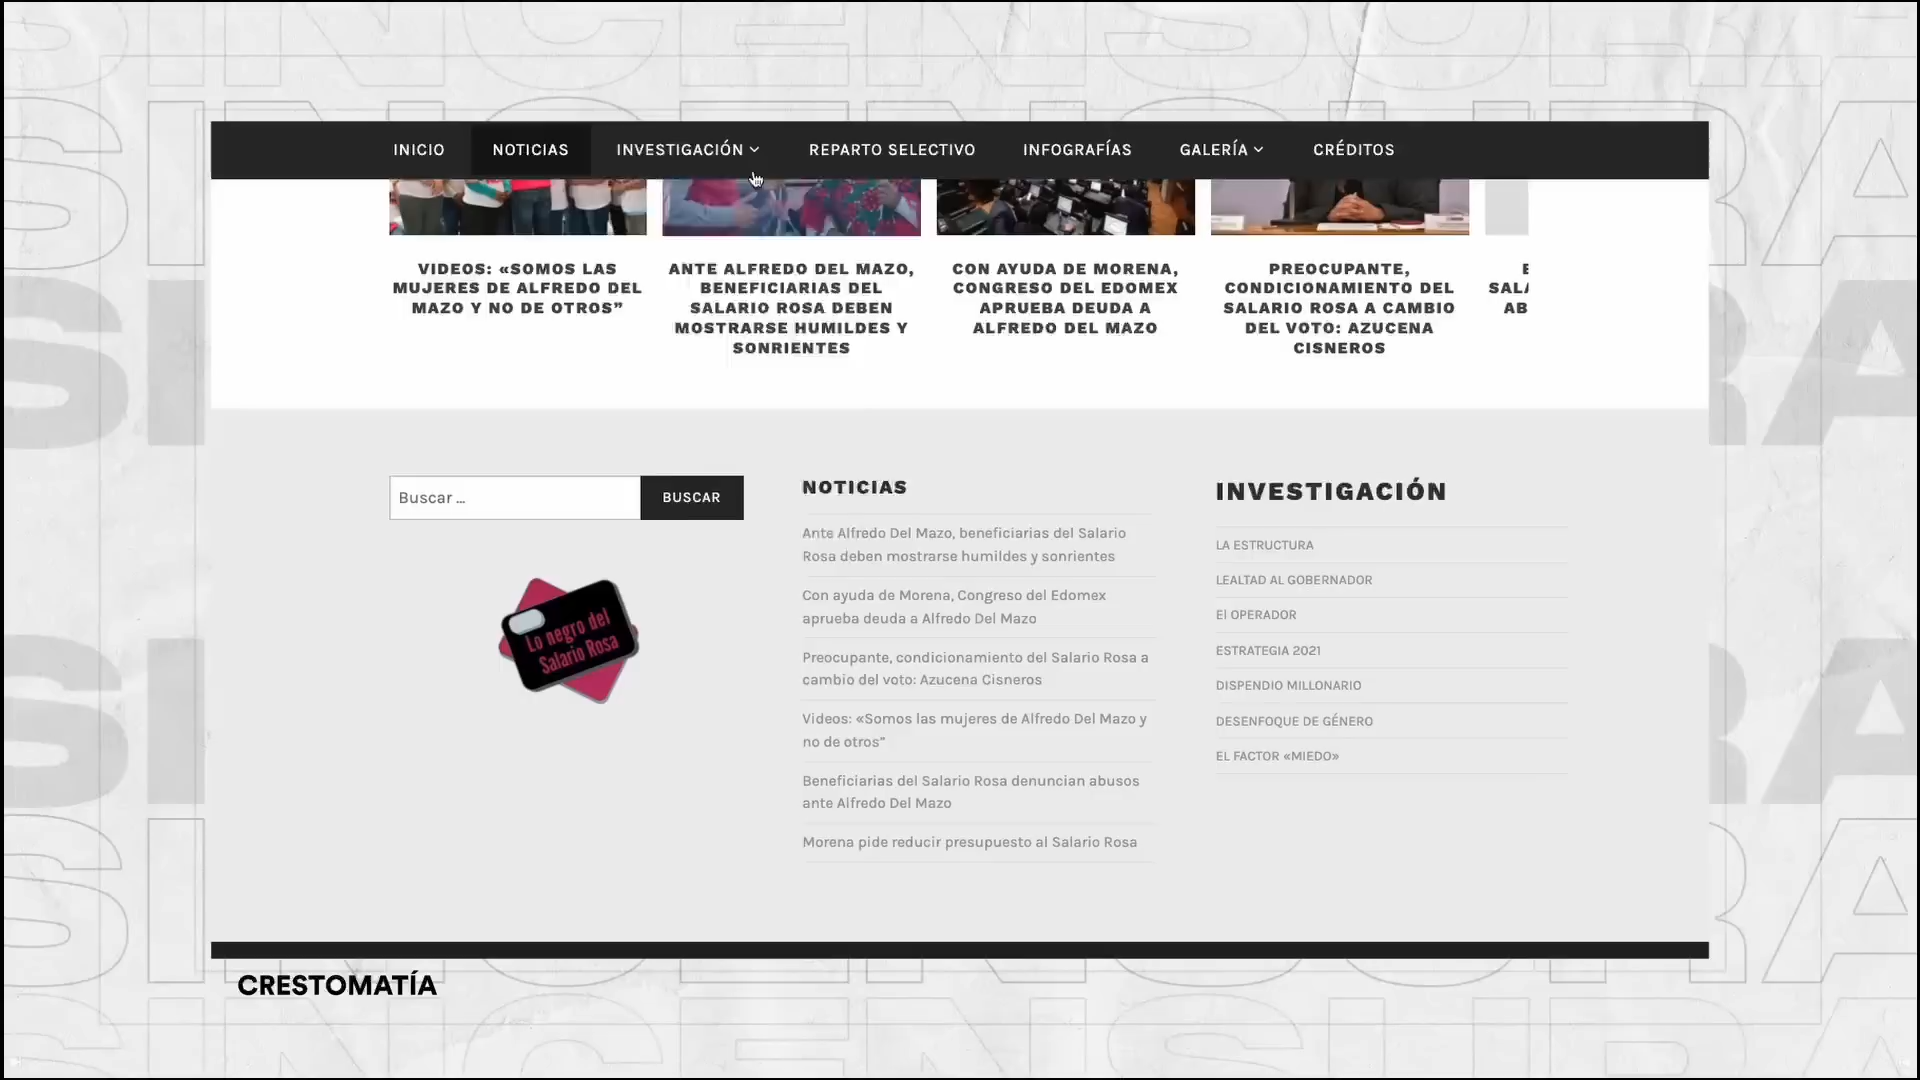 SINCENSURA
SINCENSURA
INICIO NOTICIAS INVESTIGACIÓN REPARTO SELECTIVO INFOGRAFÍAS GALERÍA CRÉDITOS
VIDEOS: «SOMOS LAS
MUJERES DE ALFREDO DEL
MAZO Y NO DE OTROS”
ANTE ALFREDO DEL MAZO,
BENEFICIARIAS DEL
SALARIO ROSA DEBEN
MOSTRARSE HUMILDES Y
SONRIENTES
CON AYUDA DE MORENA,
CONGRESO DEL EDOMEX
APRUEBA DEUDA A
ALFREDO DEL MAZO
PREOCUPANTE,
CONDICIONAMIENTO DEL
SALARIO ROSA A CAMBIO
DEL VOTO: AZUCENA
CISNEROS
Buscar ...
BUSCAR
Lo negro del
Salario Rosa
NOTICIAS
Ante Alfredo Del Mazo, beneficiarias del Salario
Rosa deben mostrarse humildes y sonrientes
Con ayuda de Morena, Congreso del Edomex
aprueba deuda a Alfredo Del Mazo
Preocupante, condicionamiento del Salario Rosa a
cambio del voto: Azucena Cisneros
Videos: «Somos las mujeres de Alfredo Del Mazo y
no de otros”
Beneficiarias del Salario Rosa denuncian abusos
ante Alfredo Del Mazo
Morena pide reducir presupuesto al Salario Rosa
INVESTIGACIÓN
LA ESTRUCTURA
LEALTAD AL GOBERNADOR
El OPERADOR
ESTRATEGIA 2021
DISPENDIO MILLONARIO
DESENFOQUE DE GÉNERO
EL FACTOR «MIEDO»
CRESTOMATÍA
SINCENSURA
SINCENSURA